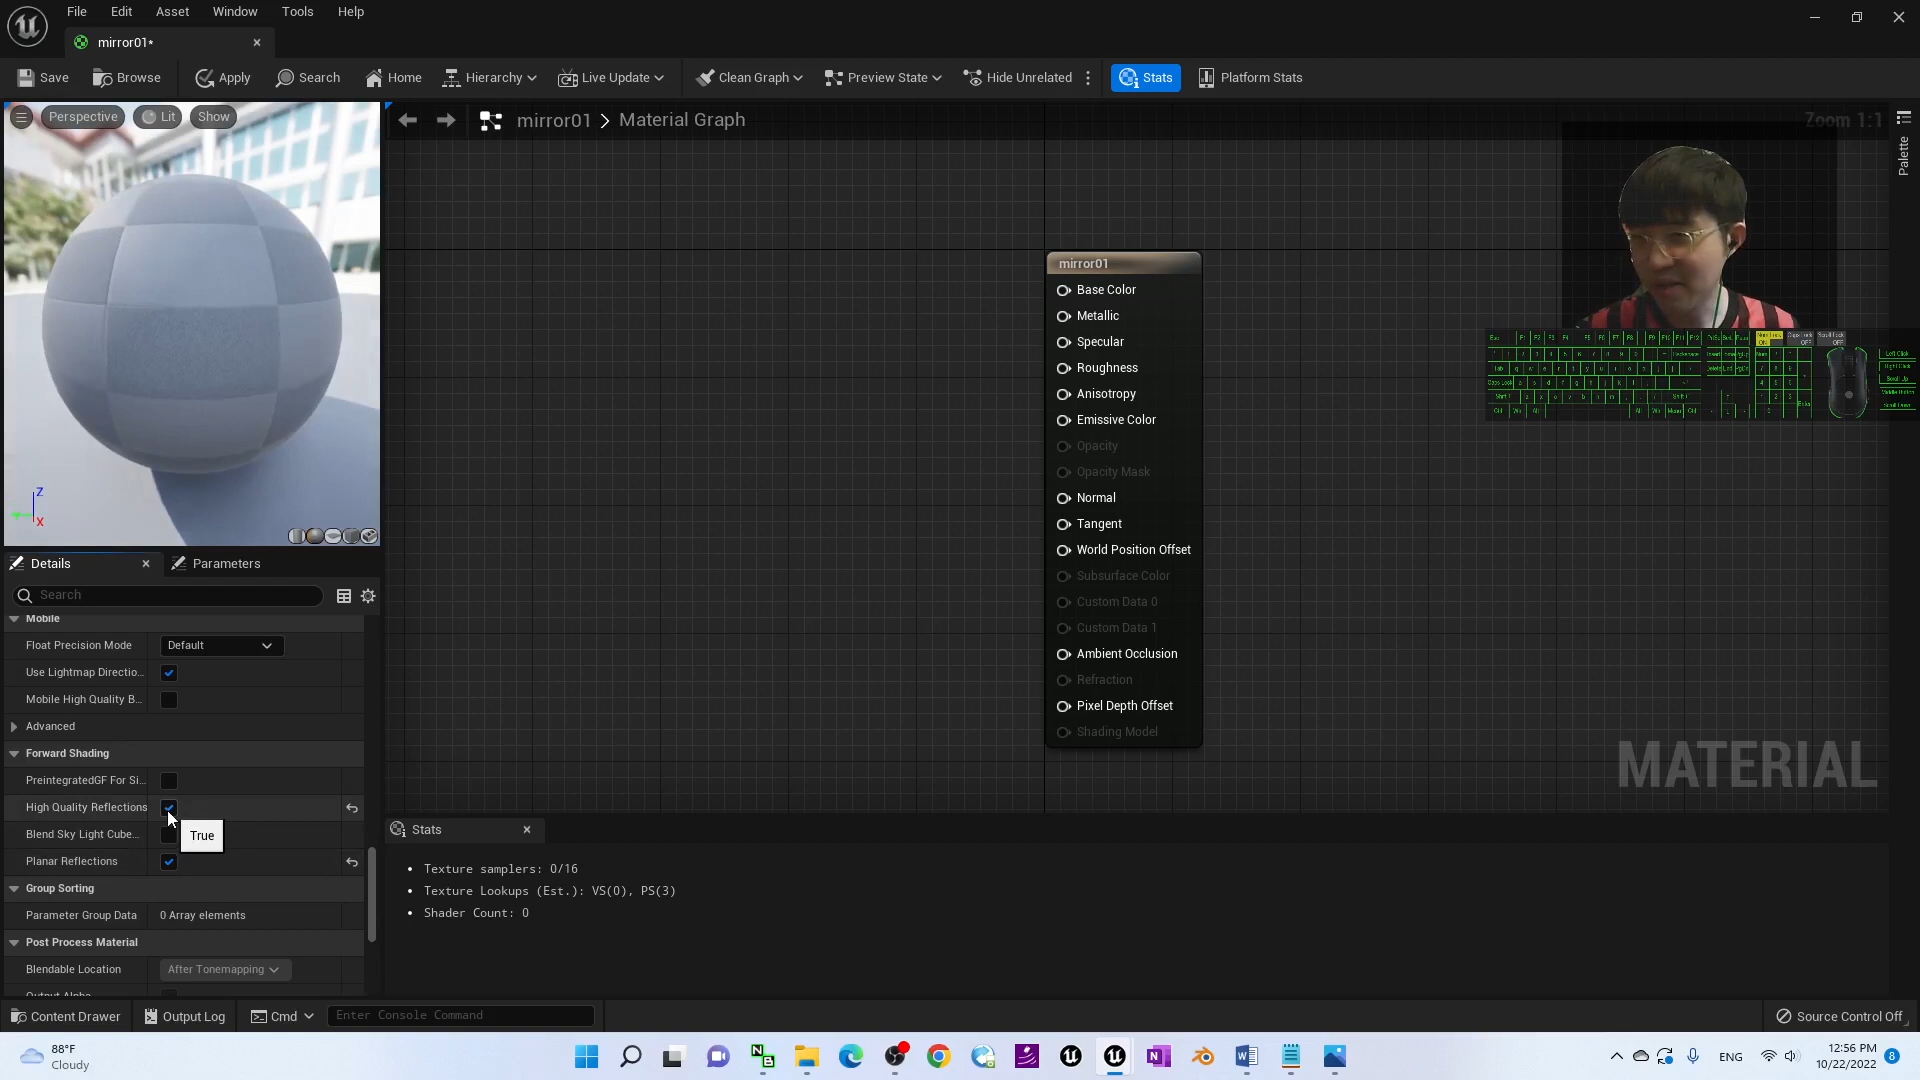 File Edit Asset Window Tools Help
mirror01*
Save Browse Apply Search Home Hierarchy Live Update Clean Graph Preview State Hide Unrelated Stats Platform Stats
Perspective Lit Show
mirror01 > Material Graph
Zoom 1:1
Palette
mirror01
Base Color
Metallic
Specular
Roughness
Anisotropy
Emissive Color
Opacity
Opacity Mask
Normal
Tangent
World Position Offset
Subsurface Color
Custom Data 0
Custom Data 1
Ambient Occlusion
Refraction
Pixel Depth Offset
Shading Model
MATERIAL
Z
X
Details Parameters
Search
Mobile
Float Precision Mode Default
Use Lightmap Directio...
Mobile High Quality B...
Advanced
Forward Shading
PreintegratedGF For Si...
High Quality Reflections
Blend Sky Light Cube...
True
Planar Reflections
Group Sorting
Parameter Group Data 0 Array elements
Post Process Material
Blendable Location After Tonemapping
Output Alpha
Stats
• Texture samplers: 0/16
• Texture Lookups (Est.): VS(0), PS(3)
• Shader Count: 0
Content Drawer Output Log Cmd Enter Console Command Source Control Off
88°F
Cloudy
ENG
12:56 PM
10/22/2022
8